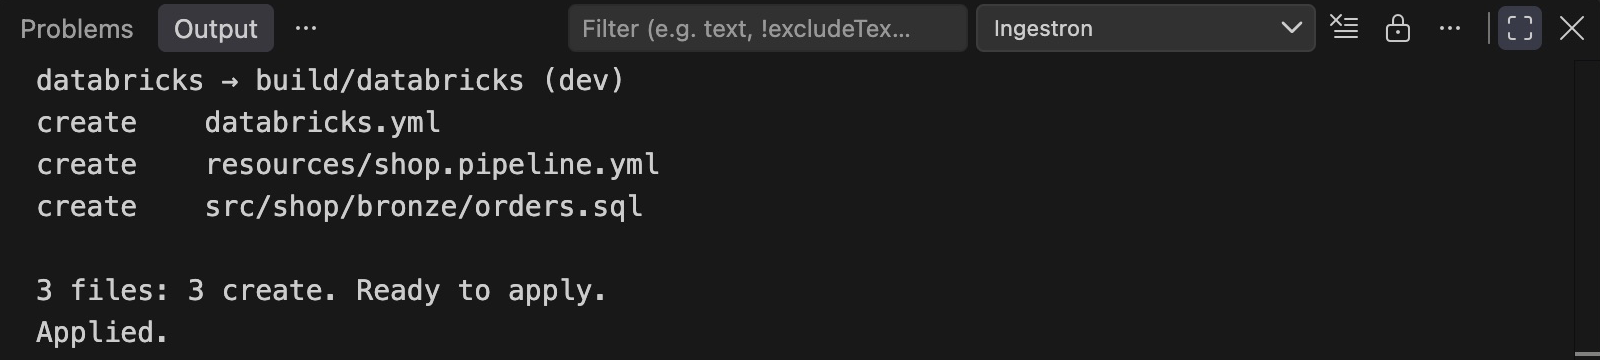 Problems Output ··· Filter (e.g. text, !excludeTex... Ingestron ···
databricks → build/databricks (dev)
create    databricks.yml
create    resources/shop.pipeline.yml
create    src/shop/bronze/orders.sql
3 files: 3 create. Ready to apply.
Applied.